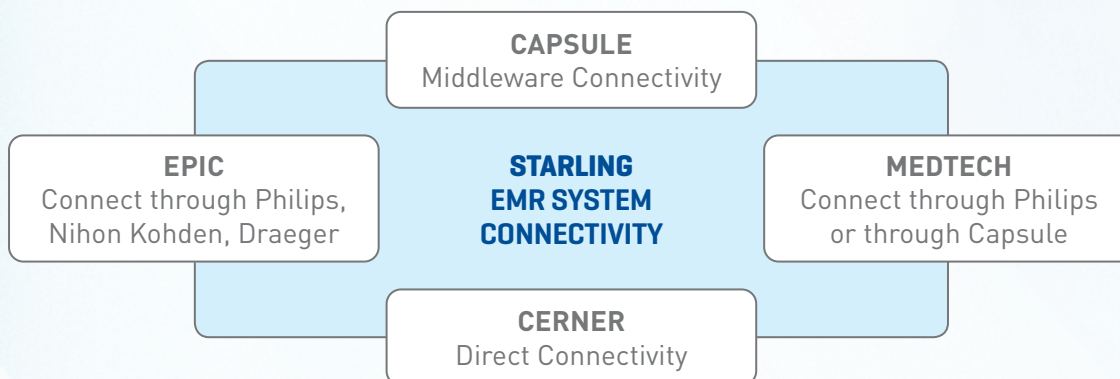 CAPSULE
Middleware Connectivity
EPIC
Connect through Philips,
Nihon Kohden, Draeger
STARLING
EMR SYSTEM
CONNECTIVITY
MEDTECH
Connect through Philips
or through Capsule
CERNER
Direct Connectivity